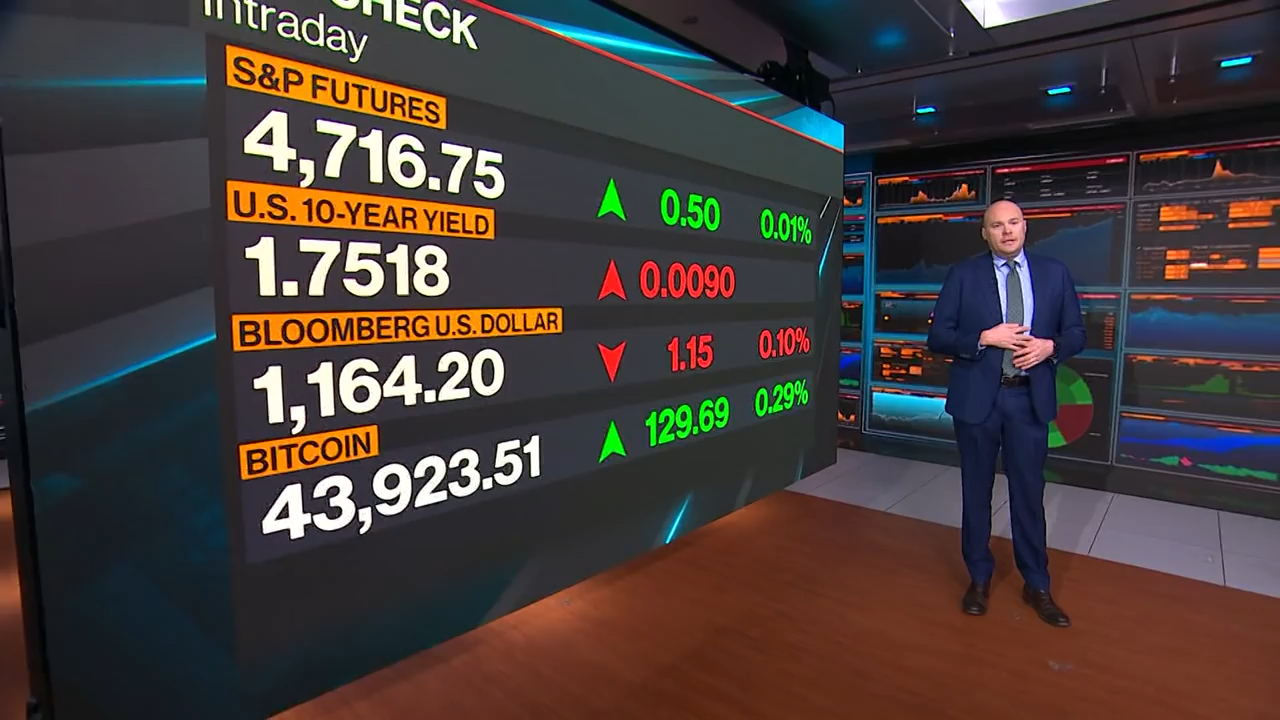 CHECK
Intraday
S&P FUTURES
4,716.75 0.50 0.01%
U.S. 10-YEAR YIELD
1.7518 0.0090
BLOOMBERG U.S. DOLLAR
1,164.20 1.15 0.10%
BITCOIN
43,923.51 129.69 0.29%